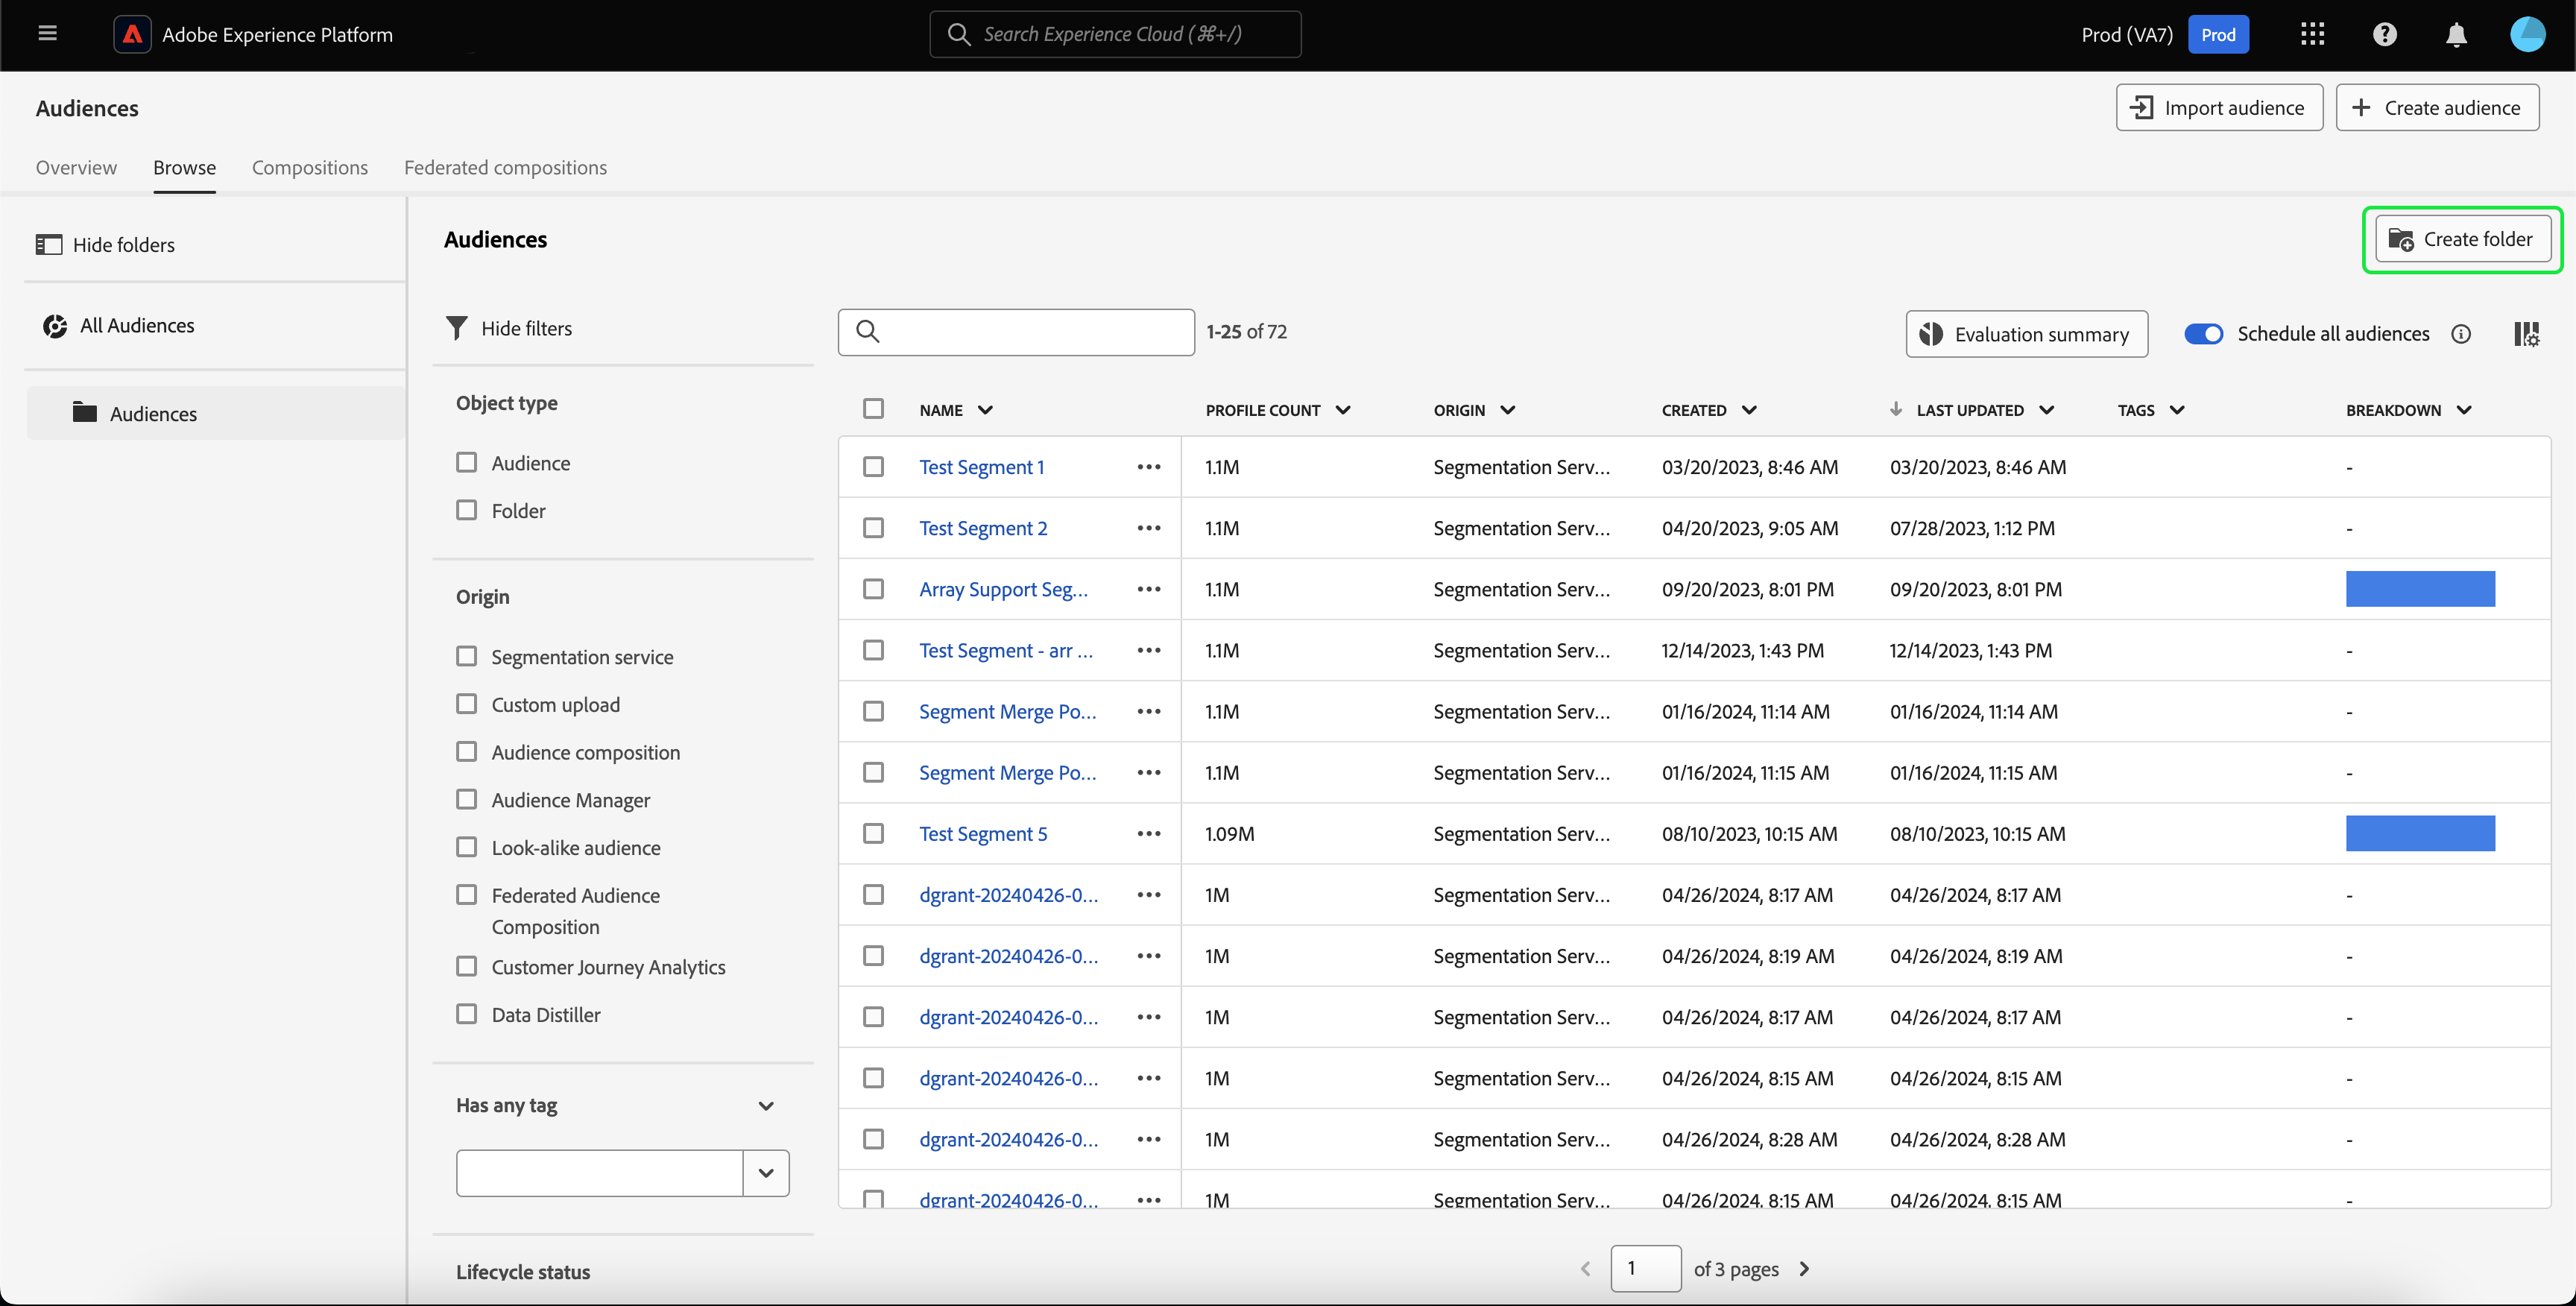 Adobe Experience Platform
Search Experience Cloud (⌘+/)
Prod (VA7) Prod
Audiences
Import audience
Create audience
Overview Browse Compositions Federated compositions
Hide folders
All Audiences
Audiences
Audiences
Create folder
Hide filters
Object type
Audience
Folder
Origin
Segmentation service
Custom upload
Audience composition
Audience Manager
Look-alike audience
Federated Audience
Composition
Customer Journey Analytics
Data Distiller
Has any tag
Lifecycle status
1-25 of 72
Evaluation summary
Schedule all audiences
NAME PROFILE COUNT ORIGIN CREATED LAST UPDATED TAGS BREAKDOWN
Test Segment 1 ••• 1.1M Segmentation Serv... 03/20/2023, 8:46 AM 03/20/2023, 8:46 AM -
Test Segment 2 ••• 1.1M Segmentation Serv... 04/20/2023, 9:05 AM 07/28/2023, 1:12 PM -
Array Support Seg... ••• 1.1M Segmentation Serv... 09/20/2023, 8:01 PM 09/20/2023, 8:01 PM
Test Segment - arr ... ••• 1.1M Segmentation Serv... 12/14/2023, 1:43 PM 12/14/2023, 1:43 PM -
Segment Merge Po... ••• 1.1M Segmentation Serv... 01/16/2024, 11:14 AM 01/16/2024, 11:14 AM -
Segment Merge Po... ••• 1.1M Segmentation Serv... 01/16/2024, 11:15 AM 01/16/2024, 11:15 AM -
Test Segment 5 ••• 1.09M Segmentation Serv... 08/10/2023, 10:15 AM 08/10/2023, 10:15 AM
dgrant-20240426-0... ••• 1M Segmentation Serv... 04/26/2024, 8:17 AM 04/26/2024, 8:17 AM -
dgrant-20240426-0... ••• 1M Segmentation Serv... 04/26/2024, 8:19 AM 04/26/2024, 8:19 AM -
dgrant-20240426-0... ••• 1M Segmentation Serv... 04/26/2024, 8:17 AM 04/26/2024, 8:17 AM -
dgrant-20240426-0... ••• 1M Segmentation Serv... 04/26/2024, 8:15 AM 04/26/2024, 8:15 AM -
dgrant-20240426-0... ••• 1M Segmentation Serv... 04/26/2024, 8:28 AM 04/26/2024, 8:28 AM -
dgrant-20240426-0... ••• 1M Segmentation Serv... 04/26/2024, 8:15 AM 04/26/2024, 8:15 AM -
1 of 3 pages